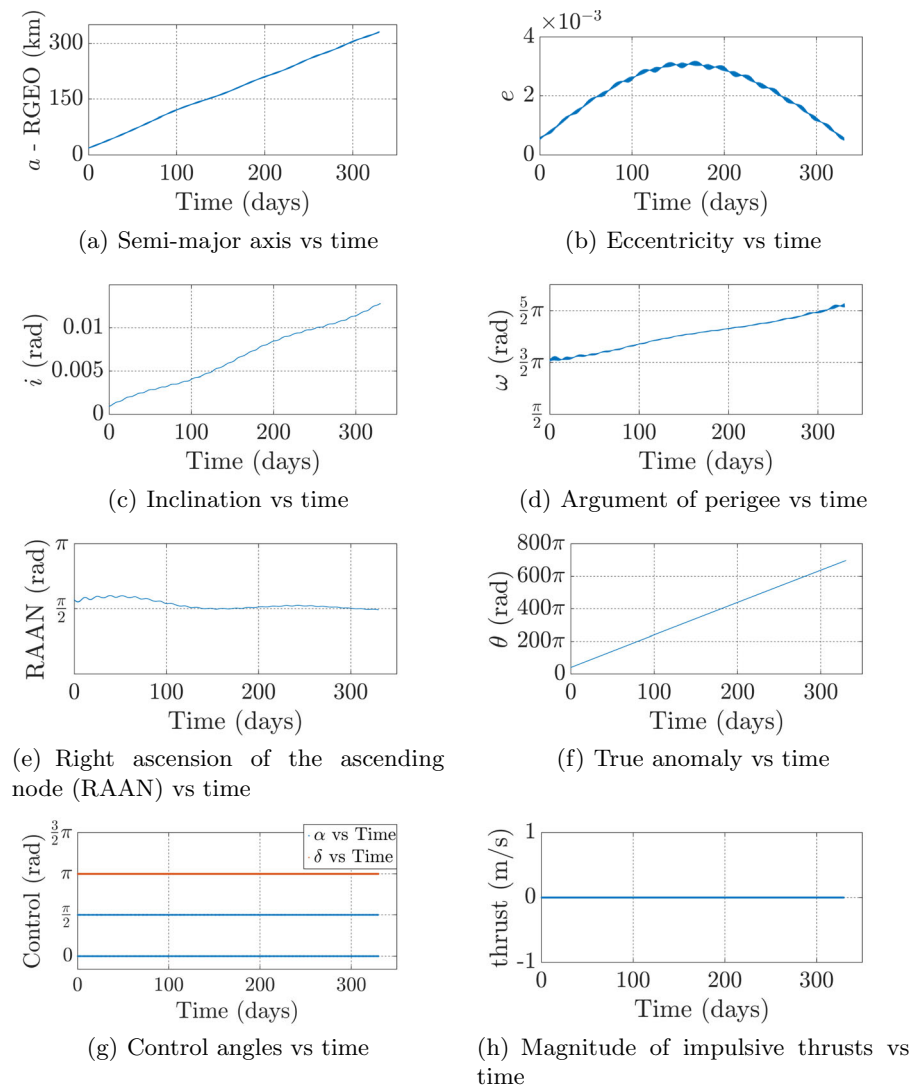 a - RGEO (km)
300
150
0
0 100 200 300
Time (days)
(a) Semi-major axis vs time
×10⁻³
4
e
2
0
0 100 200 300
Time (days)
(b) Eccentricity vs time
i (rad)
0.01
0.005
0
0 100 200 300
Time (days)
(c) Inclination vs time
ω (rad)
5/2 π
3/2 π
π/2
0 100 200 300
Time (days)
(d) Argument of perigee vs time
RAAN (rad)
π
π/2
0 100 200 300
Time (days)
(e) Right ascension of the ascending
node (RAAN) vs time
θ (rad)
800π
600π
400π
200π
0
0 100 200 300
Time (days)
(f) True anomaly vs time
Control (rad)
3/2 π
π
π/2
0
α vs Time
δ vs Time
0 100 200 300
Time (days)
(g) Control angles vs time
thrust (m/s)
1
0
-1
0 100 200 300
Time (days)
(h) Magnitude of impulsive thrusts vs
time